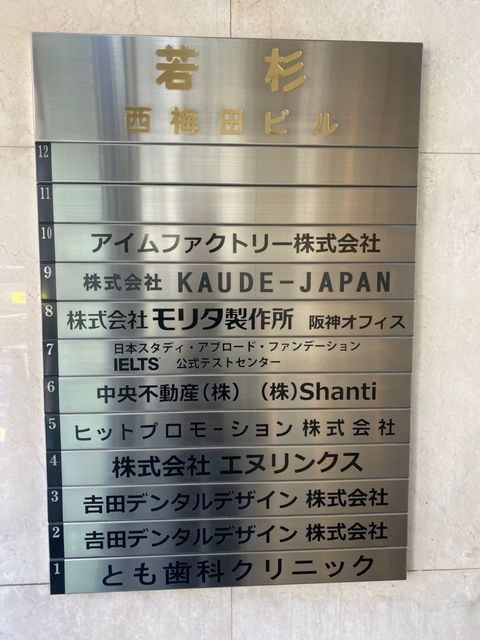 若杉
西梅田ビル
12
11
10 アイムファクトリー株式会社
9 株式会社 KAUDE-JAPAN
8 株式会社モリタ製作所 阪神オフィス
7 日本スタディ・アブロード・ファンデーション
IELTS 公式テストセンター
6 中央不動産(株) (株)Shanti
5 ヒットプロモーション株式会社
4 株式会社 エヌリンクス
3 𠮷田デンタルデザイン 株式会社
2 𠮷田デンタルデザイン 株式会社
1 とも歯科クリニック